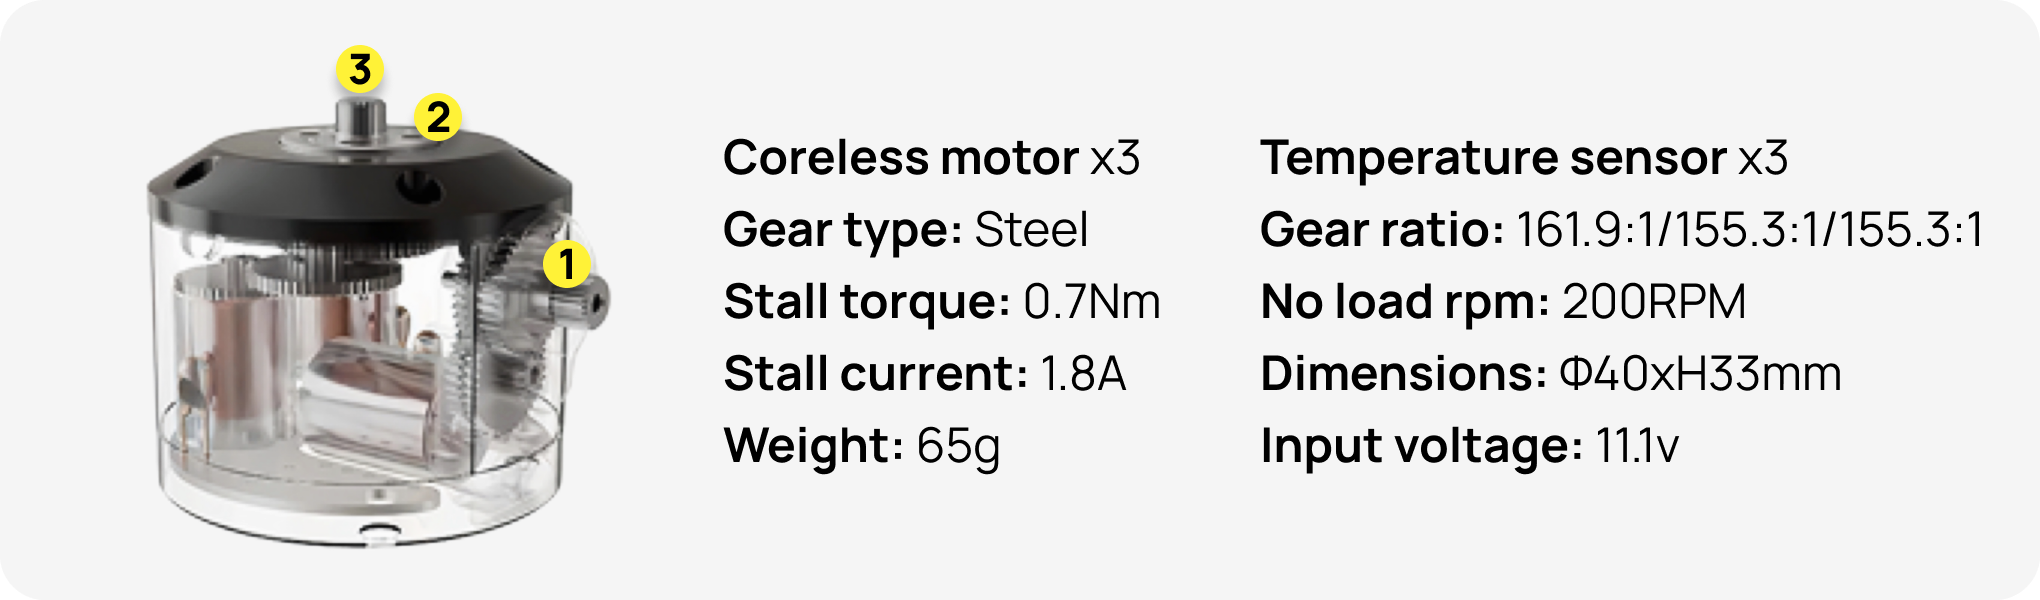 3
2
1
Coreless motor x3
Gear type: Steel
Stall torque: 0.7Nm
Stall current: 1.8A
Weight: 65g
Temperature sensor x3
Gear ratio: 161.9:1/155.3:1/155.3:1
No load rpm: 200RPM
Dimensions: Φ40xH33mm
Input voltage: 11.1v